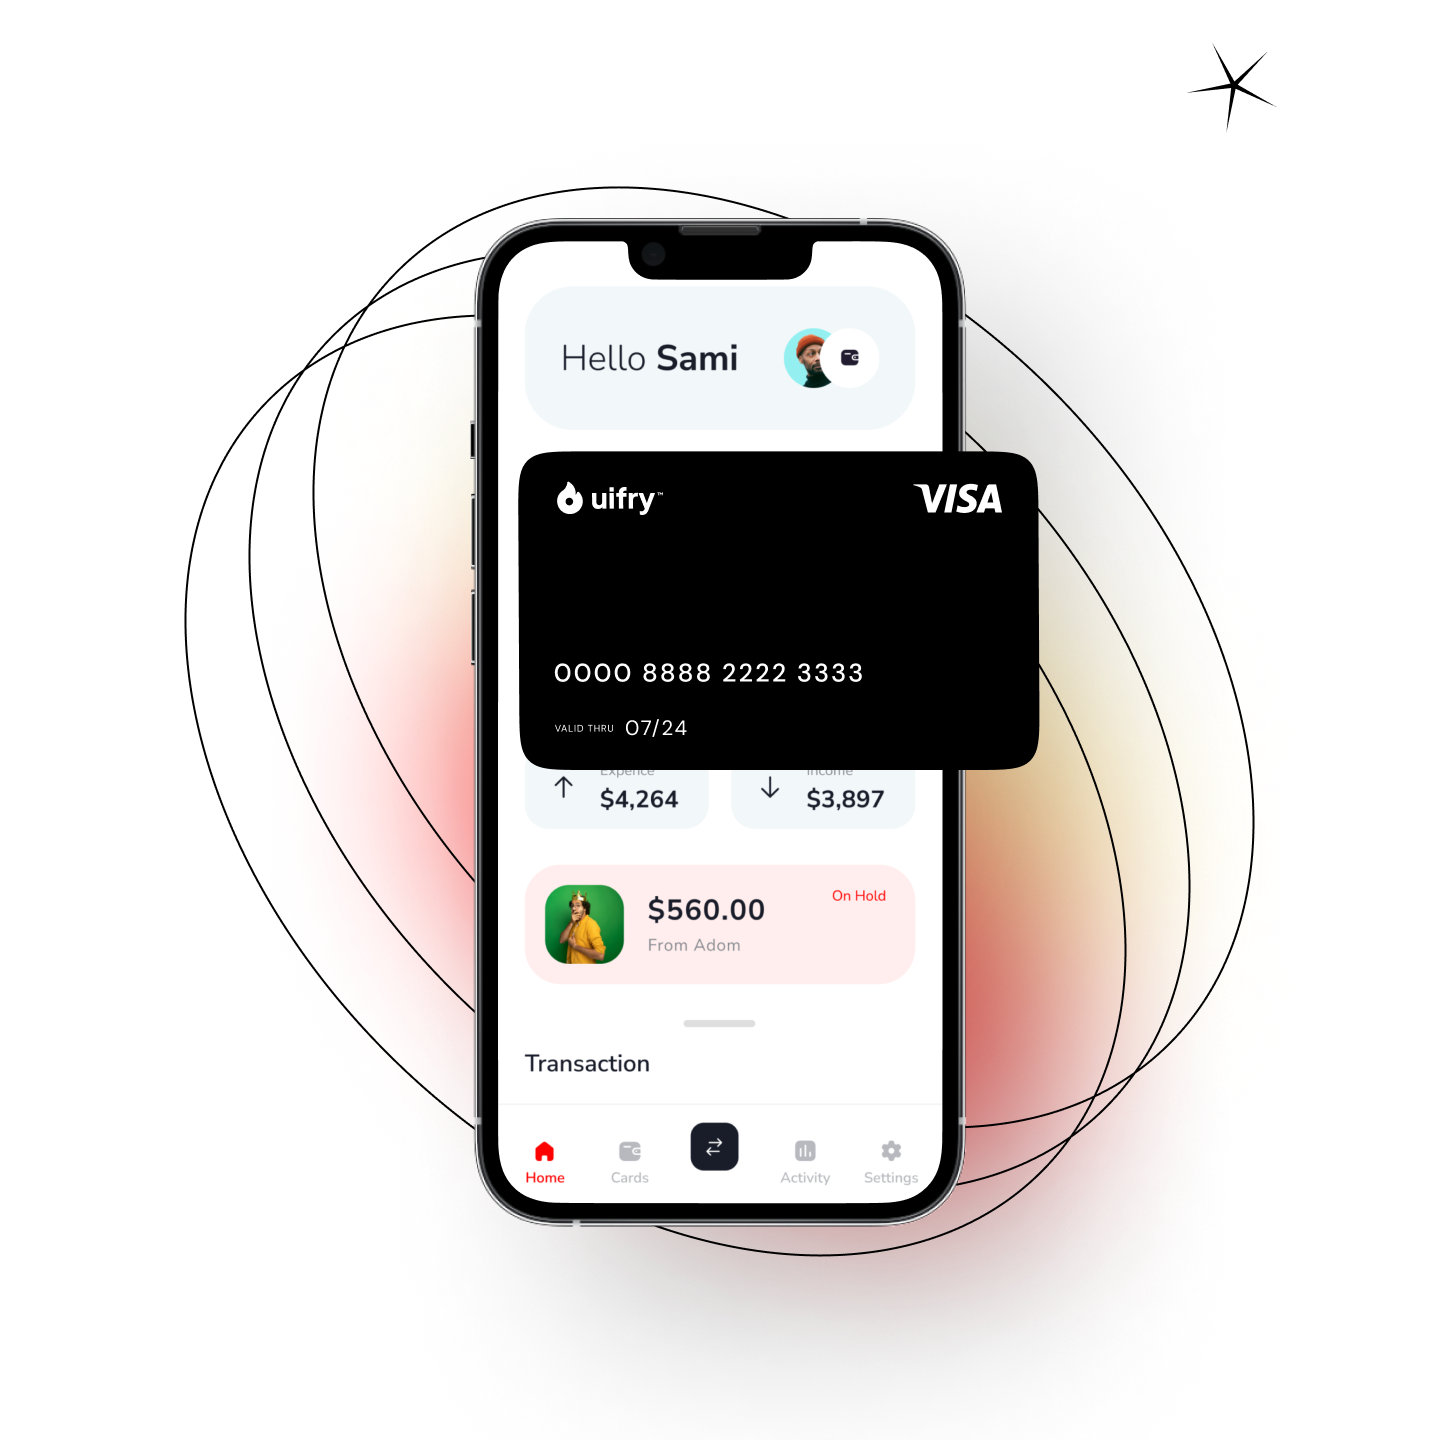 Hello Sami
uifry™
VISA
0000 8888 2222 3333
VALID THRU 07/24
Expence
Income
$4,264
$3,897
On Hold
$560.00
From Adom
Transaction
Home
Cards
Activity
Settings